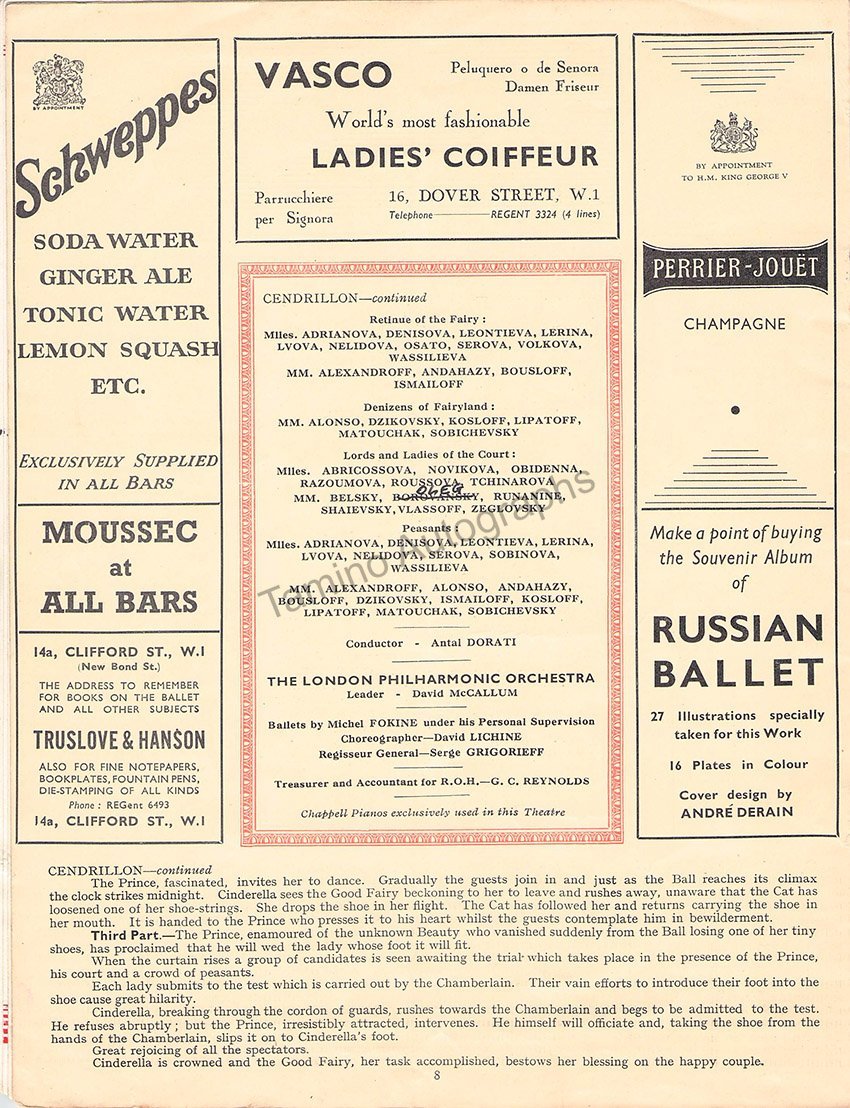 BY APPOINTMENT
Schweppes
SODA WATER
GINGER ALE
TONIC WATER
LEMON SQUASH
ETC.
EXCLUSIVELY SUPPLIED
IN ALL BARS
MOUSSEC
at
ALL BARS
14a, CLIFFORD ST., W.1
(New Bond St.)
THE ADDRESS TO REMEMBER
FOR BOOKS ON THE BALLET
AND ALL OTHER SUBJECTS
TRUSLOVE & HANSON
ALSO FOR FINE NOTEPAPERS,
BOOKPLATES, FOUNTAIN PENS,
DIE-STAMPING OF ALL KINDS
Phone: REGent 6493
14a, CLIFFORD ST., W.1
VASCO
Peluquero o de Senora
Damen Friseur
World's most fashionable
LADIES' COIFFEUR
Parrucchiere
per Signora
16, DOVER STREET, W.1
Telephone REGENT 3324 (4 lines)
CENDRILLON—continued
Retinue of the Fairy :
Mlles. ADRIANOVA, DENISOVA, LEONTIEVA, LERINA,
LVOVA, NELIDOVA, OSATO, SEROVA, VOLKOVA,
WASSILIEVA
MM. ALEXANDROFF, ANDAHAZY, BOUSLOFF,
ISMAILOFF
Denizens of Fairyland :
MM. ALONSO, DZIKOVSKY, KOSLOFF, LIPATOFF,
MATOUCHAK, SOBICHEVSKY
Lords and Ladies of the Court :
Mlles. ABRICOSSOVA, NOVIKOVA, OBIDENNA,
RAZOUMOVA, ROUSSOVA, TCHINAROVA
OLEG
MM. BELSKY, BOROVANSKY, RUNANINE,
SHAIEVSKY, VLASSOFF, ZEGLOVSKY
Peasants :
Mlles. ADRIANOVA, DENISOVA, LEONTIEVA, LERINA,
LVOVA, NELIDOVA, SEROVA, SOBINOVA,
WASSILIEVA
MM. ALEXANDROFF, ALONSO, ANDAHAZY,
BOUSLOFF, DZIKOVSKY, ISMAILOFF, KOSLOFF,
LIPATOFF, MATOUCHAK, SOBICHEVSKY
Conductor - Antal DORATI
THE LONDON PHILHARMONIC ORCHESTRA
Leader - David McCALLUM
Ballets by Michel FOKINE under his Personal Supervision
Choreographer—David LICHINE
Regisseur General—Serge GRIGORIEFF
Treasurer and Accountant for R.O.H.—G. C. REYNOLDS
Chappell Pianos exclusively used in this Theatre
Tamino Autographs
BY APPOINTMENT
TO H.M. KING GEORGE V
PERRIER-JOUËT
CHAMPAGNE
Make a point of buying
the Souvenir Album
of
RUSSIAN
BALLET
27 Illustrations specially
taken for this Work
16 Plates in Colour
Cover design by
ANDRÉ DERAIN
CENDRILLON—continued
The Prince, fascinated, invites her to dance. Gradually the guests join in and just as the Ball reaches its climax
the clock strikes midnight. Cinderella sees the Good Fairy beckoning to her to leave and rushes away, unaware that the Cat has
loosened one of her shoe-strings. She drops the shoe in her flight. The Cat has followed her and returns carrying the shoe in
her mouth. It is handed to the Prince who presses it to his heart whilst the guests contemplate him in bewilderment.
Third Part.—The Prince, enamoured of the unknown Beauty who vanished suddenly from the Ball losing one of her tiny
shoes, has proclaimed that he will wed the lady whose foot it will fit.
When the curtain rises a group of candidates is seen awaiting the trial which takes place in the presence of the Prince,
his court and a crowd of peasants.
Each lady submits to the test which is carried out by the Chamberlain. Their vain efforts to introduce their foot into the
shoe cause great hilarity.
Cinderella, breaking through the cordon of guards, rushes towards the Chamberlain and begs to be admitted to the test.
He refuses abruptly; but the Prince, irresistibly attracted, intervenes. He himself will officiate and, taking the shoe from the
hands of the Chamberlain, slips it on to Cinderella's foot.
Great rejoicing of all the spectators.
Cinderella is crowned and the Good Fairy, her task accomplished, bestows her blessing on the happy couple.
8